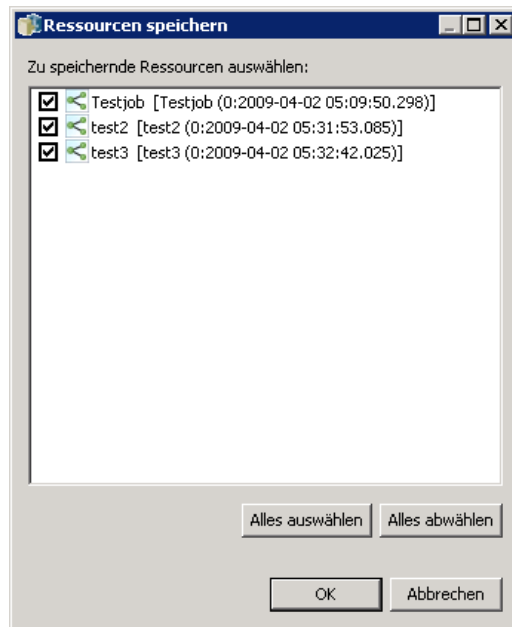 Ressourcen speichern
Zu speichernde Ressourcen auswählen:
Testjob [Testjob (0:2009-04-02 05:09:50.298)]
test2 [test2 (0:2009-04-02 05:31:53.085)]
test3 [test3 (0:2009-04-02 05:32:42.025)]
Alles auswählen Alles abwählen
OK Abbrechen